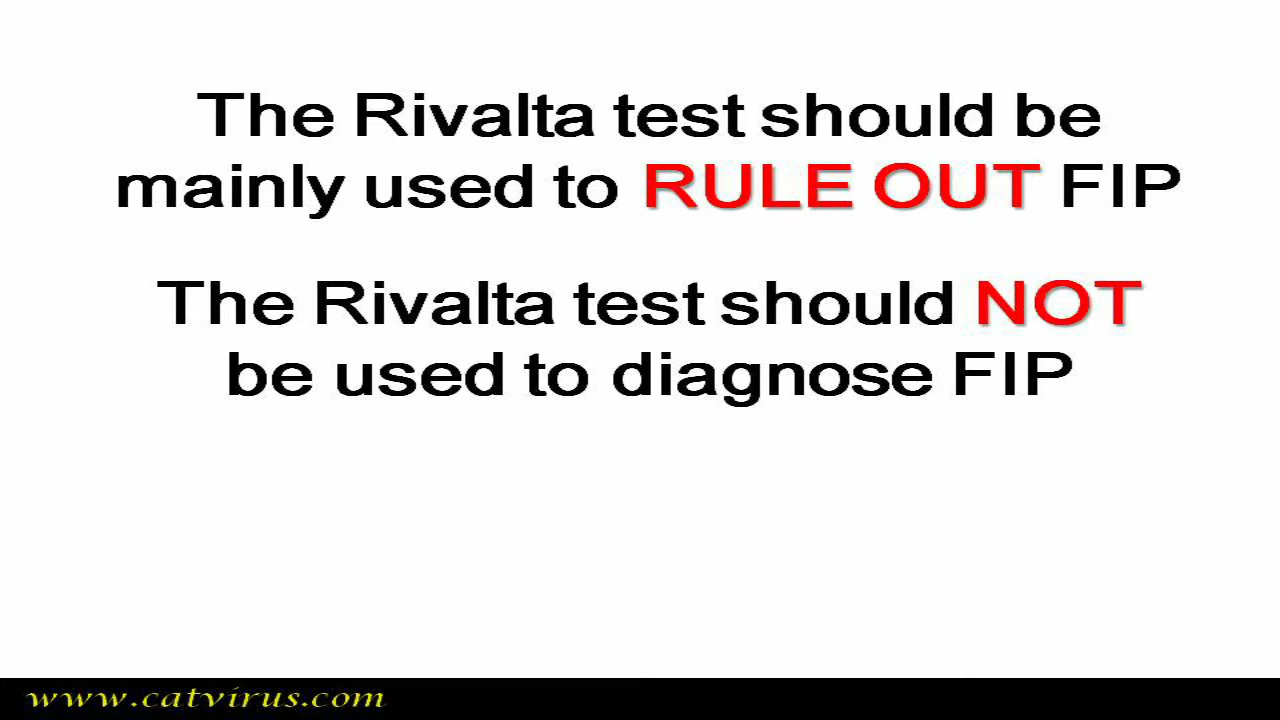 The Rivalta test should be
mainly used to RULE OUT FIP
The Rivalta test should NOT
be used to diagnose FIP
www.catvirus.com